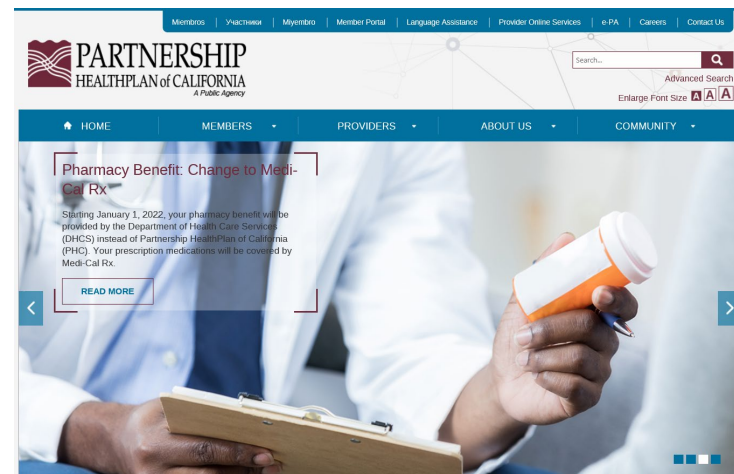 Miembros | Участники | Miyembro | Member Portal | Language Assistance | Provider Online Services | e-PA | Careers | Contact Us
PARTNERSHIP
HEALTHPLAN of CALIFORNIA
A Public Agency
Search...
Advanced Search
Enlarge Font Size A A A
HOME MEMBERS PROVIDERS ABOUT US COMMUNITY
Pharmacy Benefit: Change to Medi-
Cal Rx
Starting January 1, 2022, your pharmacy benefit will be
provided by the Department of Health Care Services
(DHCS) instead of Partnership HealthPlan of California
(PHC). Your prescription medications will be covered by
Medi-Cal Rx.
READ MORE